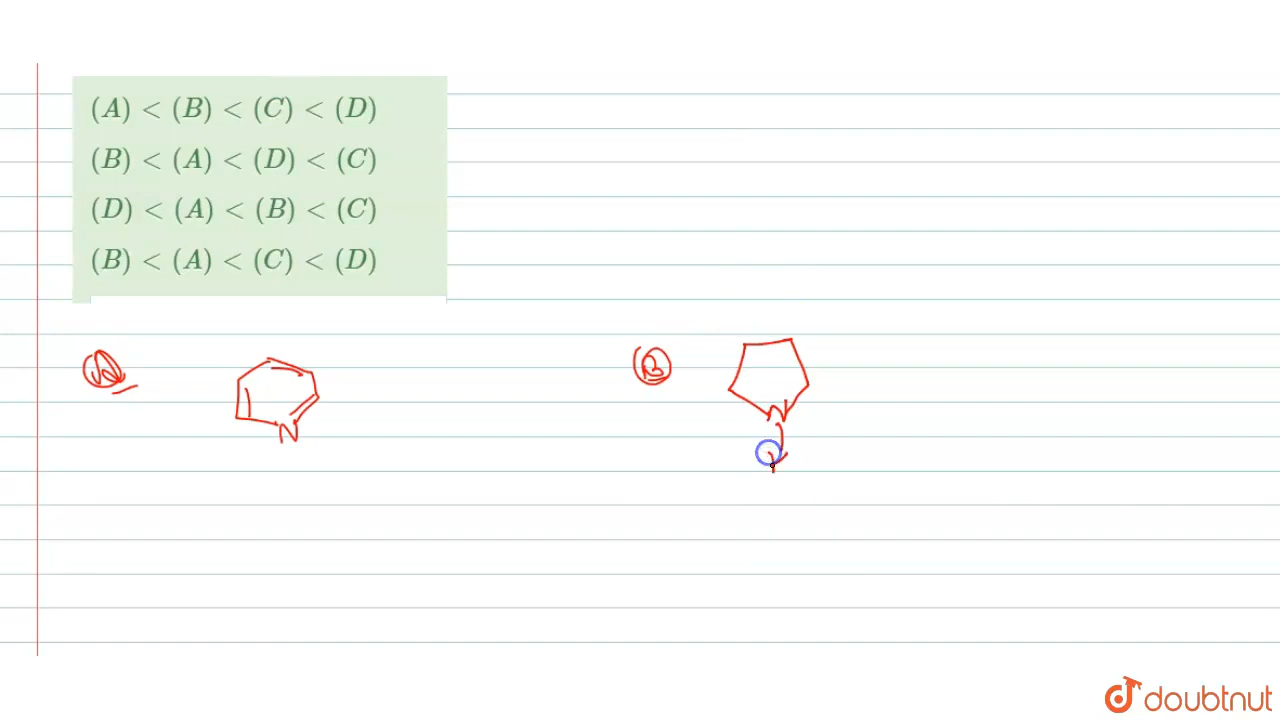 (A) < (B) < (C) < (D)
(B) < (A) < (D) < (C)
(D) < (A) < (B) < (C)
(B) < (A) < (C) < (D)
(A)
(B)
N
N
doubtnut